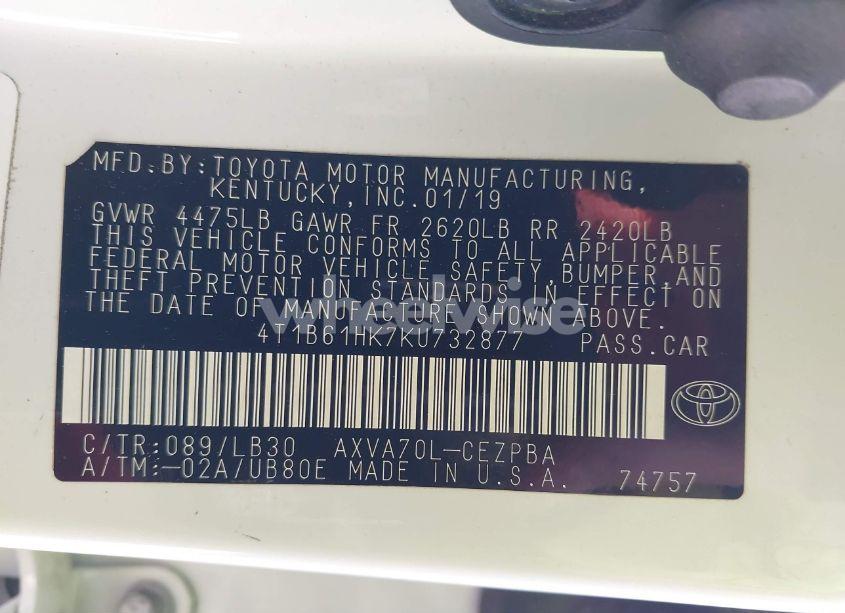 MFD.BY:TOYOTA MOTOR MANUFACTURING,
KENTUCKY,INC.01/19
GVWR 4475LB GAWR FR 2620LB RR 2420LB
THIS VEHICLE CONFORMS TO ALL APPLICABLE
FEDERAL MOTOR VEHICLE SAFETY,BUMPER,AND
THEFT PREVENTION STANDARDS IN EFFECT ON
THE DATE OF MANUFACTURE SHOWN ABOVE.
wheelwise
4T1B61HK7KU732877 PASS.CAR
C/TR:089/LB30 AXVA70L-CEZPBA
A/TM:-02A/UB80E MADE IN U.S.A. 74757